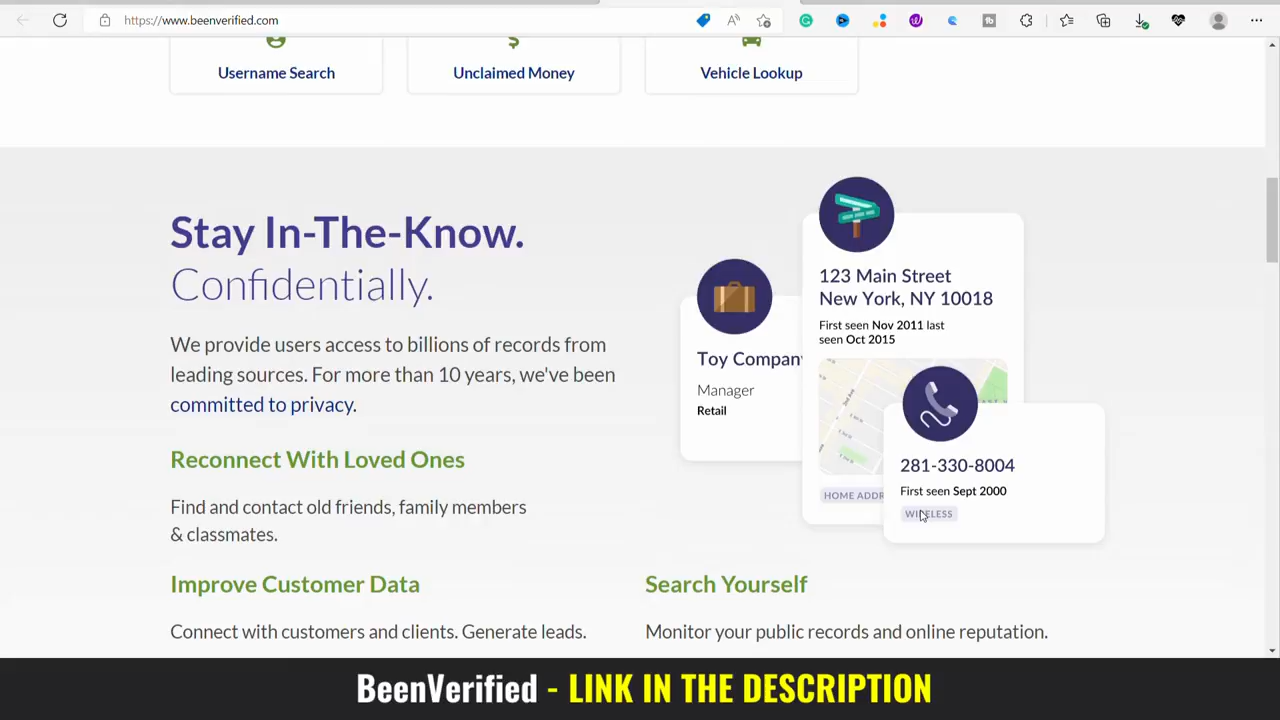 https://www.beenverified.com
Username Search
Unclaimed Money
Vehicle Lookup
Stay In-The-Know.
Confidentially.
We provide users access to billions of records from
leading sources. For more than 10 years, we've been
committed to privacy.
Reconnect With Loved Ones
Find and contact old friends, family members
& classmates.
Toy Company
Manager
Retail
123 Main Street
New York, NY 10018
First seen Nov 2011 last
seen Oct 2015
HOME ADDR
281-330-8004
First seen Sept 2000
WIRELESS
Improve Customer Data
Connect with customers and clients. Generate leads.
Search Yourself
Monitor your public records and online reputation.
BeenVerified - LINK IN THE DESCRIPTION